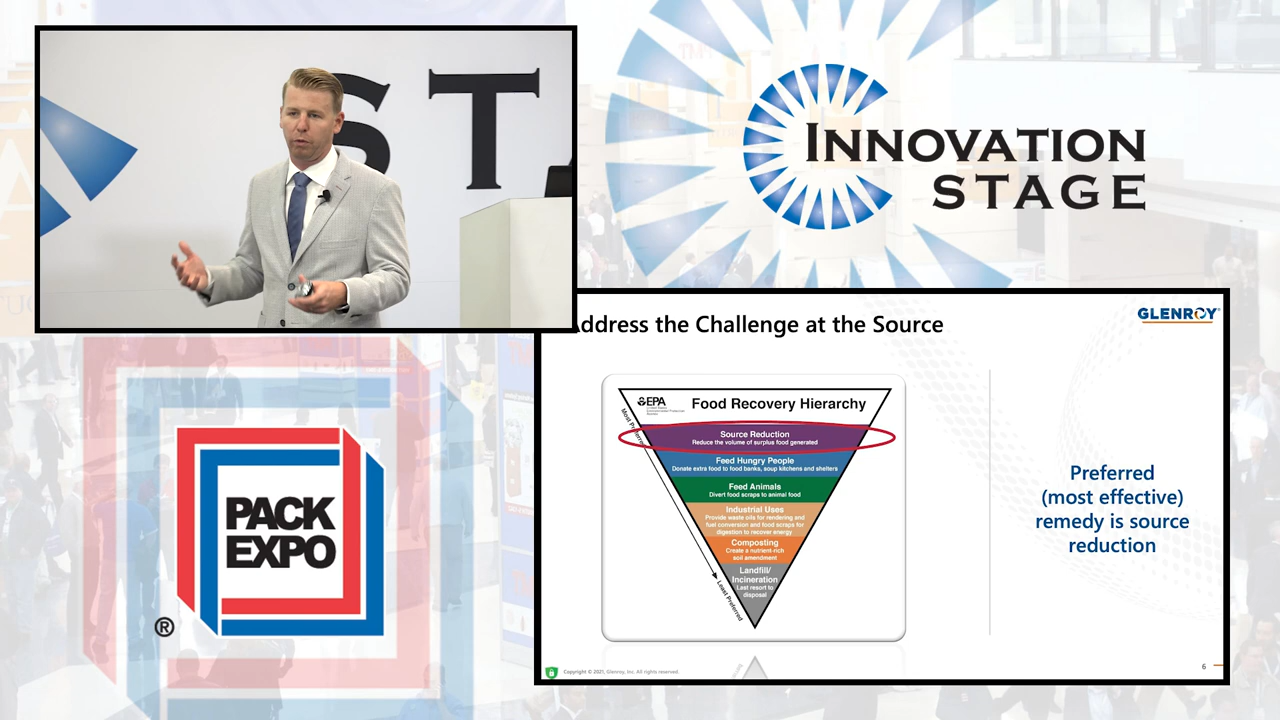 ST
INNOVATION
STAGE
ddress the Challenge at the Source
GLENROY®
EPA
Food Recovery Hierarchy
Most Preferred
Source Reduction
Reduce the volume of surplus food generated
Feed Hungry People
Donate extra food to food banks, soup kitchens and shelters
Feed Animals
Divert food scraps to animal food
Industrial Uses
Provide waste oils for rendering and
fuel conversion and food scraps for
digestion to recover energy
Composting
Create a nutrient-rich
soil amendment
Landfill/
Incineration
Last resort to
disposal
Least Preferred
Preferred
(most effective)
remedy is source
reduction
PACK
EXPO
®
Copyright © 2021, Glenroy, Inc. All rights reserved.
6